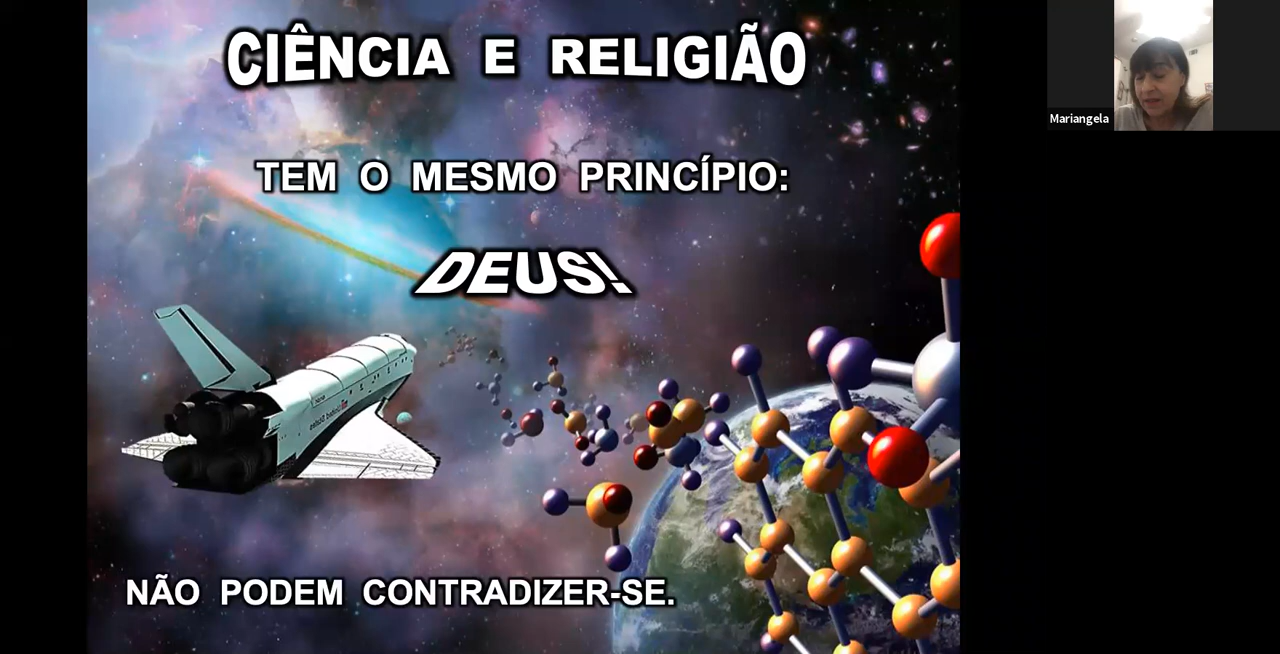 CIÊNCIA E RELIGIÃO
TEM O MESMO PRINCÍPIO:
DEUS!
NÃO PODEM CONTRADIZER-SE.
Mariangela